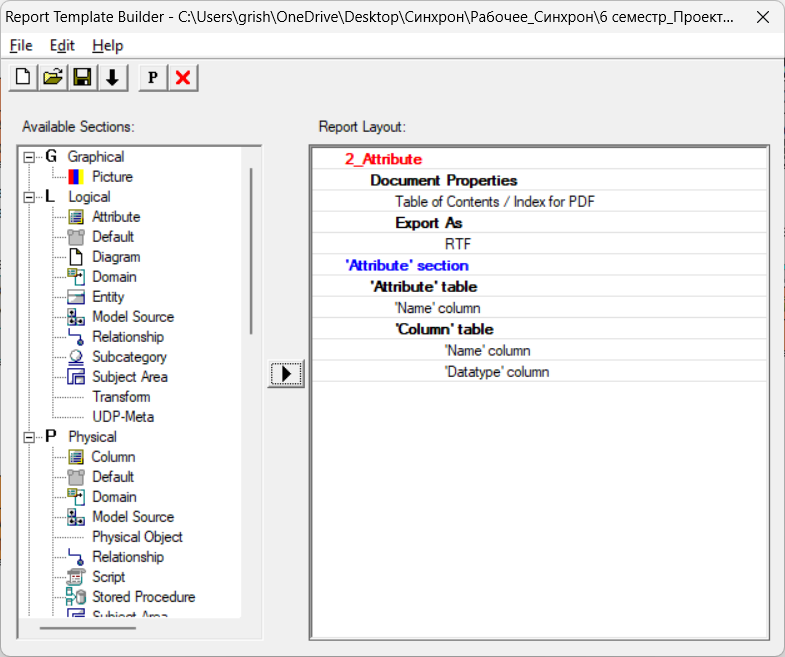 Report Template Builder - C:\Users\grish\OneDrive\Desktop\Синхрон\Рабочее_Синхрон\6 семестр_Проект...
File Edit Help
P
Available Sections:
G Graphical
Picture
L Logical
Attribute
Default
Diagram
Domain
Entity
Model Source
Relationship
Subcategory
Subject Area
Transform
UDP-Meta
P Physical
Column
Default
Domain
Model Source
Physical Object
Relationship
Script
Stored Procedure
Subject Area
Report Layout:
2_Attribute
Document Properties
Table of Contents / Index for PDF
Export As
RTF
'Attribute' section
'Attribute' table
'Name' column
'Column' table
'Name' column
'Datatype' column